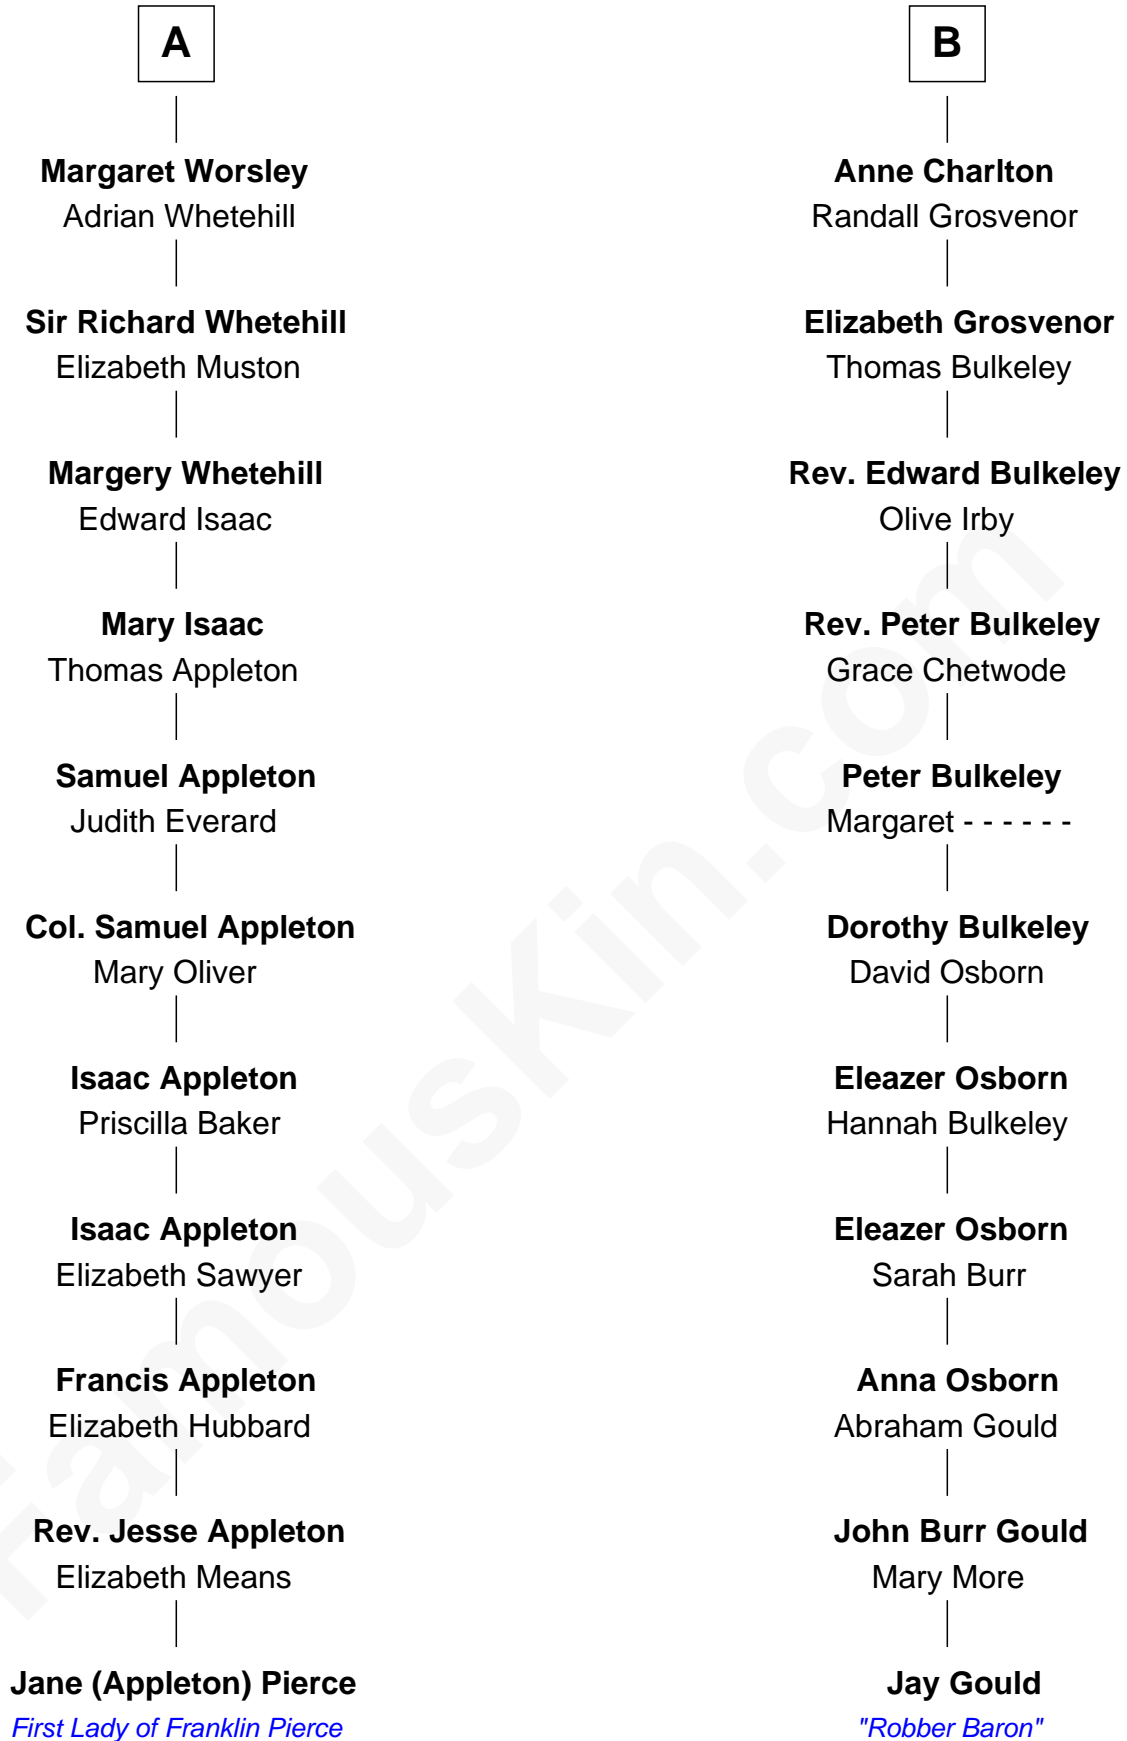 A
Margaret Worsley
Adrian Whetehill
Sir Richard Whetehill
Elizabeth Muston
Margery Whetehill
Edward Isaac
Mary Isaac
Thomas Appleton
Samuel Appleton
Judith Everard
Col. Samuel Appleton
Mary Oliver
Isaac Appleton
Priscilla Baker
Isaac Appleton
Elizabeth Sawyer
Francis Appleton
Elizabeth Hubbard
Rev. Jesse Appleton
Elizabeth Means
Jane (Appleton) Pierce
First Lady of Franklin Pierce
B
Anne Charlton
Randall Grosvenor
Elizabeth Grosvenor
Thomas Bulkeley
Rev. Edward Bulkeley
Olive Irby
Rev. Peter Bulkeley
Grace Chetwode
Peter Bulkeley
Margaret - - - - - -
Dorothy Bulkeley
David Osborn
Eleazer Osborn
Hannah Bulkeley
Eleazer Osborn
Sarah Burr
Anna Osborn
Abraham Gould
John Burr Gould
Mary More
Jay Gould
"Robber Baron"
FamousKin.com